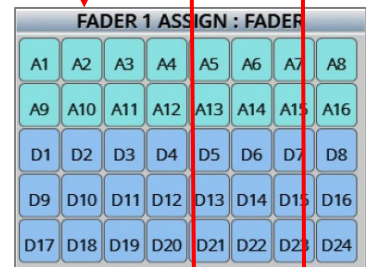 FADER 1 ASSIGN : FADER
A1 A2 A3 A4 A5 A6 A7 A8
A9 A10 A11 A12 A13 A14 A15 A16
D1 D2 D3 D4 D5 D6 D7 D8
D9 D10 D11 D12 D13 D14 D15 D16
D17 D18 D19 D20 D21 D22 D23 D24